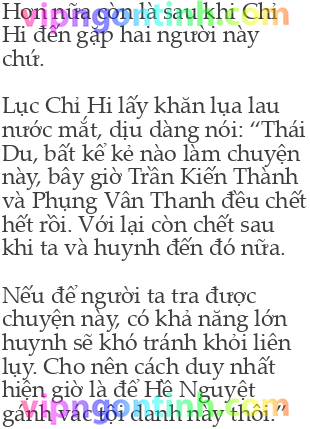 Hơn nữa còn là sau khi Chỉ
Hi đến gặp hai người này
chứ.
Lục Chỉ Hi lấy khăn lụa lau
nước mắt, dịu dàng nói: “Thái
Du, bất kể kẻ nào làm chuyện
này, bây giờ Trần Kiến Thành
và Phụng Vân Thanh đều chết
hết rồi. Với lại còn chết sau
khi ta và huynh đến đó nữa.
Nếu để người ta tra được
chuyện này, có khả năng lớn
huynh sẽ khó tránh khỏi liên
lụy. Cho nên cách duy nhất
hiện giờ là để Hề Nguyệt
gánh vác tội danh này thôi.”
vipngontinh.com
vipngontinh.com